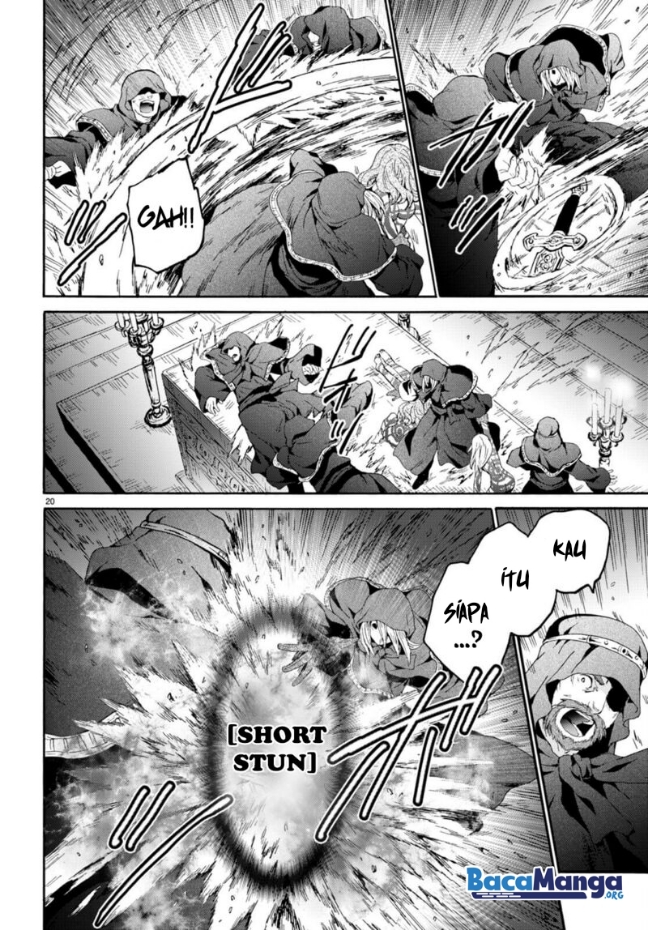 GAH!!
20
KAU
ITU
SIAPA
...?
[SHORT
STUN]
BacaManga
.ORG